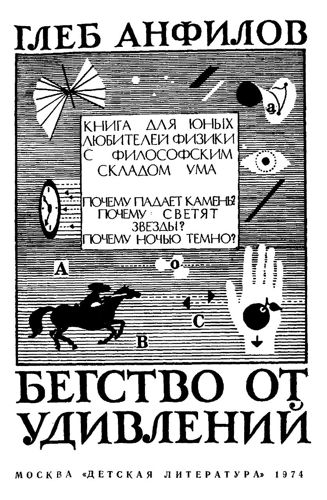 ГЛЕБ АНФИЛОВ
а
КНИГА ДЛЯ ЮНЫХ
ЛЮБИТЕЛЕЙ ФИЗИКИ
С ФИЛОСОФСКИМ
СКЛАДОМ УМА
ПОЧЕМУ ПАДАЕТ КАМЕНЬ?
ПОЧЕМУ СВЕТЯТ
ЗВЕЗДЫ?
ПОЧЕМУ НОЧЬЮ ТЕМНО?
А
о
С
В
БЕГСТВО ОТ
УДИВЛЕНИЙ
МОСКВА «ДЕТСКАЯ ЛИТЕРАТУРА» 1974